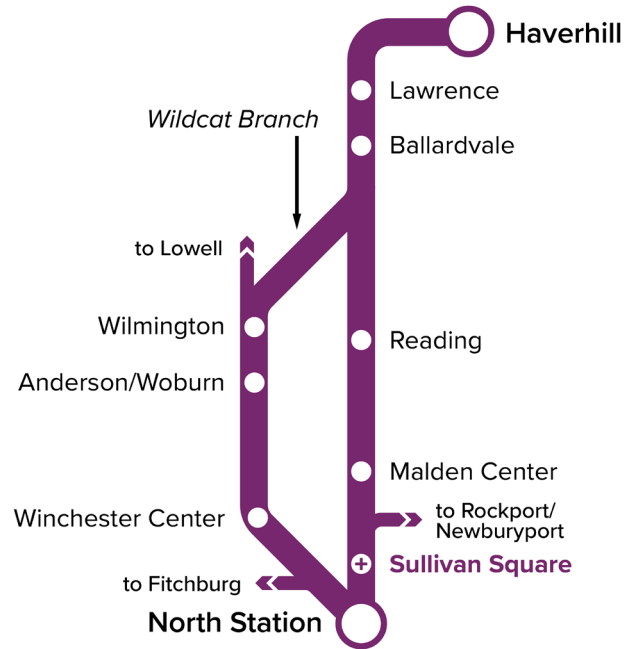 Haverhill
Lawrence
Wildcat Branch
Ballardvale
to Lowell
Wilmington
Reading
Anderson/Woburn
Malden Center
Winchester Center
to Rockport/
Newburyport
Sullivan Square
to Fitchburg
North Station